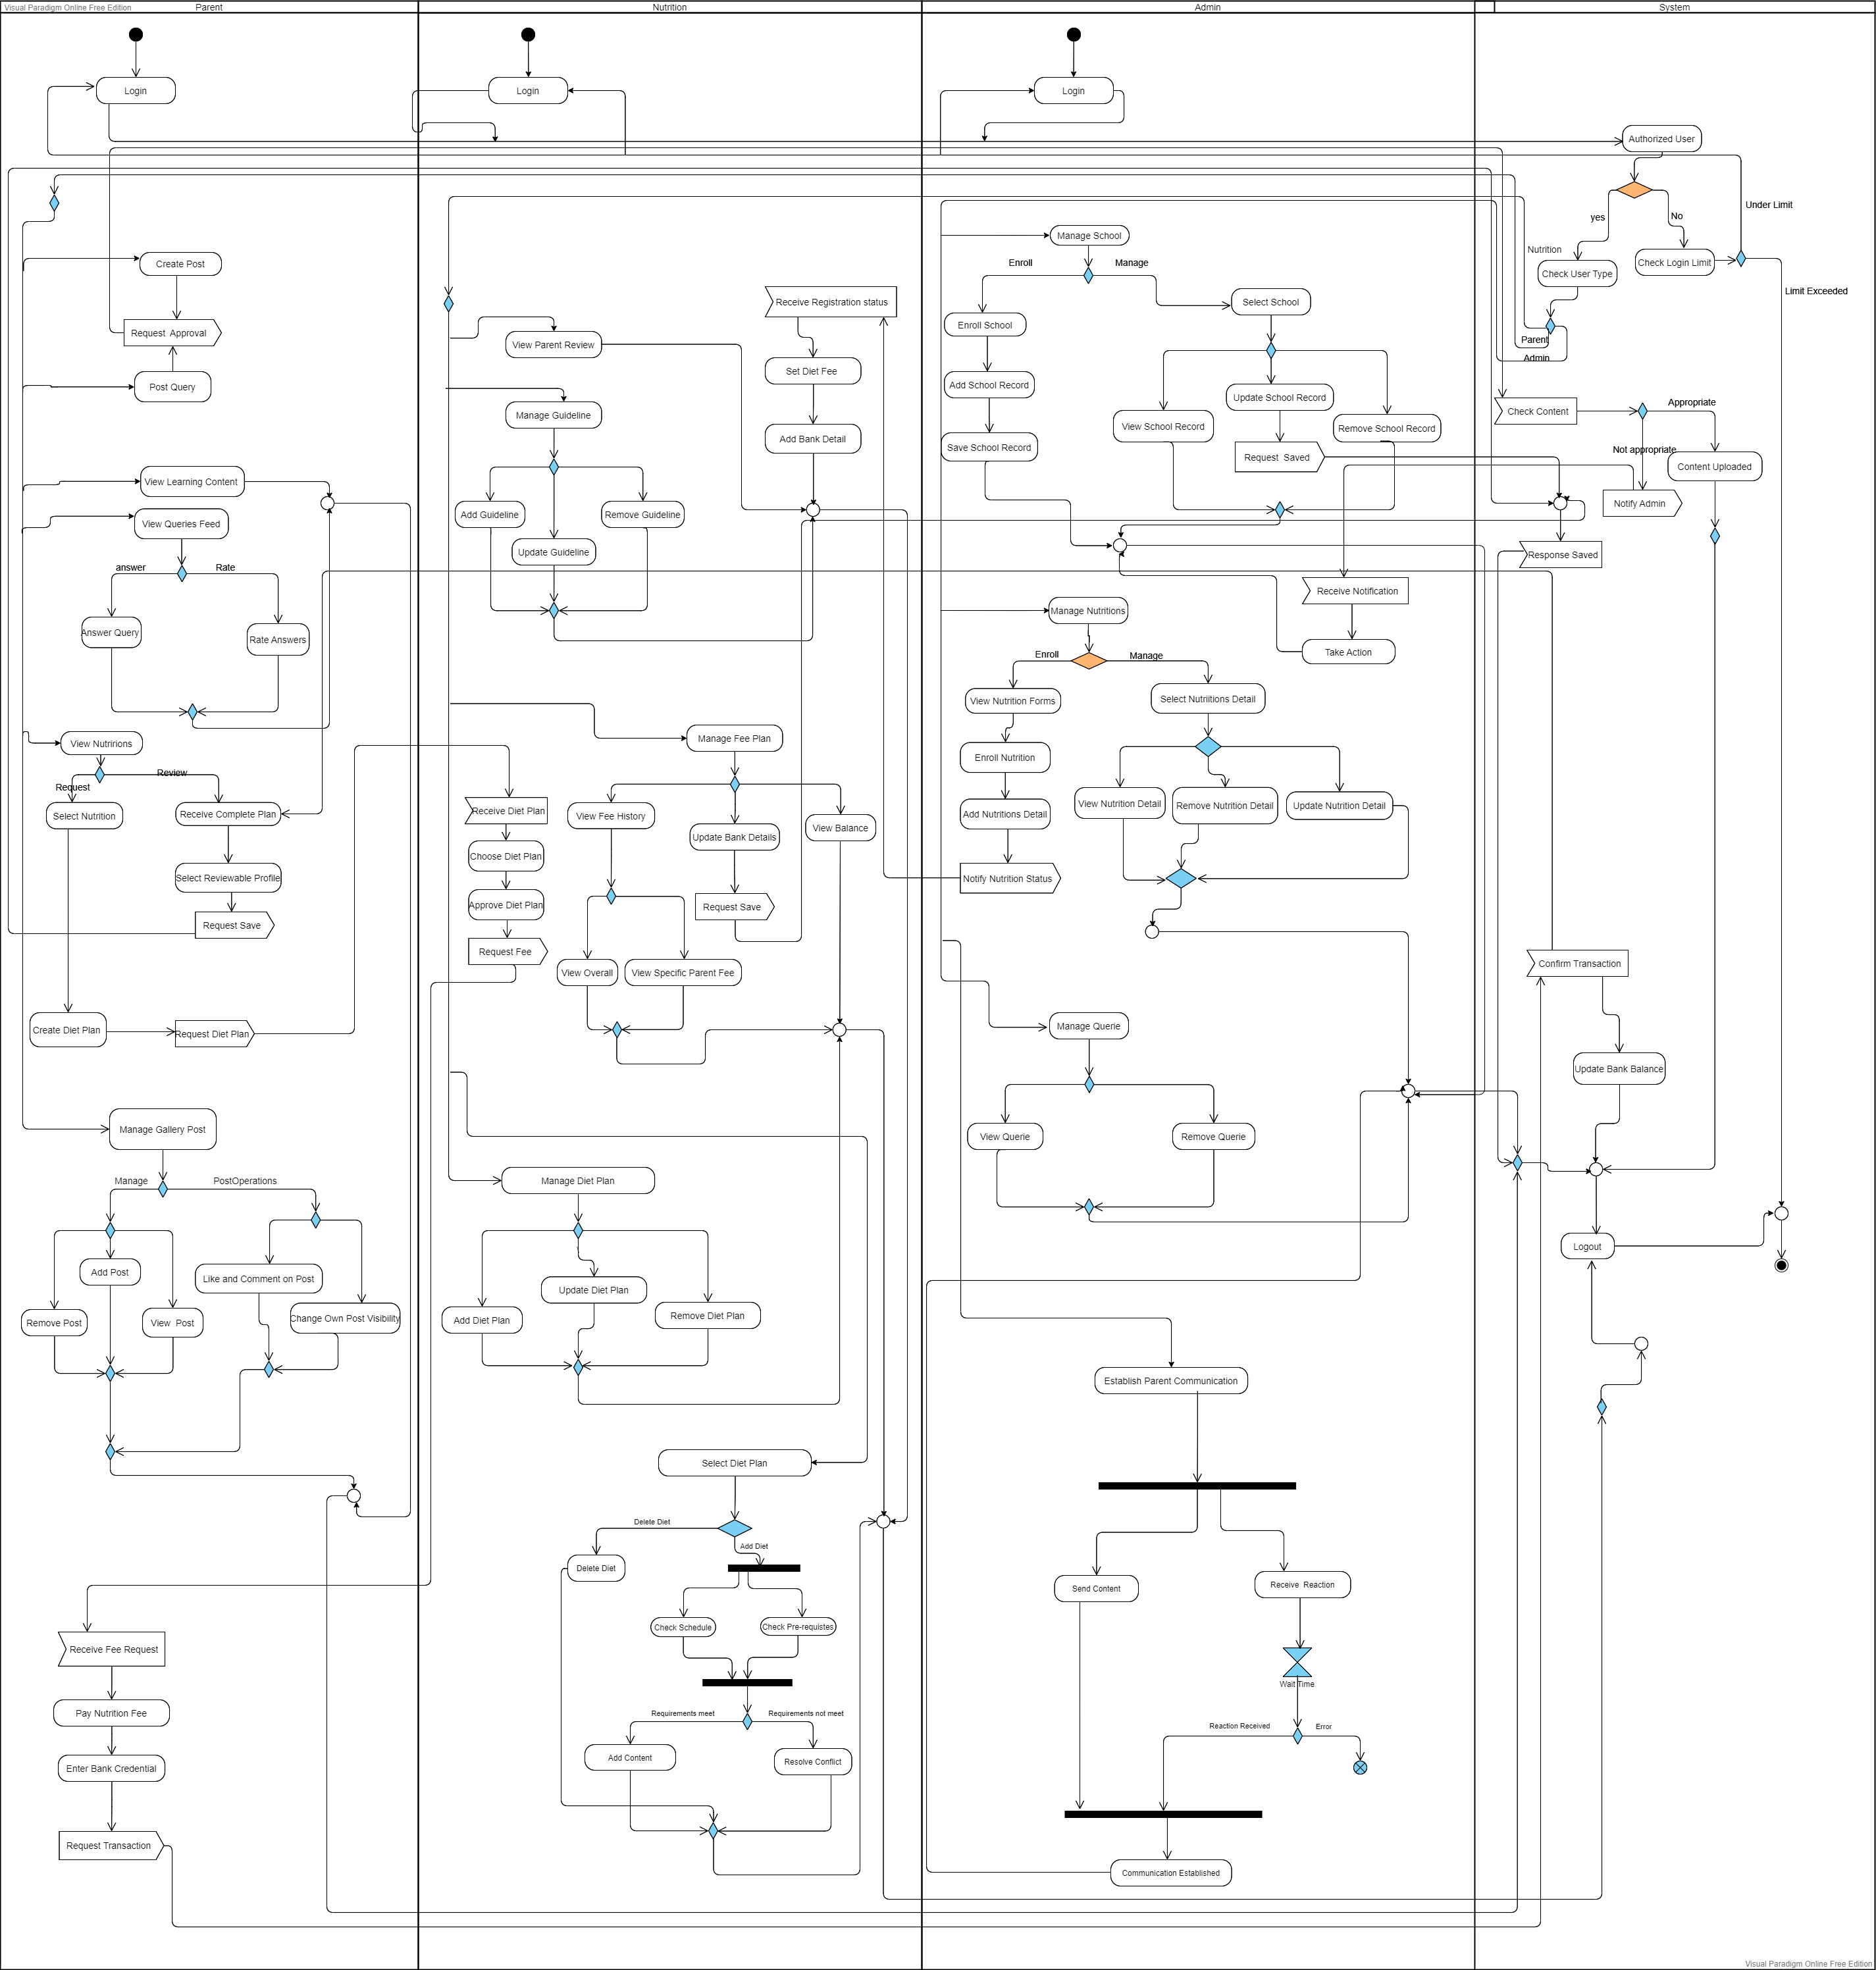 Visual Paradigm Online Free Edition
Parent
Nutrition
Admin
System
Login
Login
Login
Authorized User
yes
No
Under Limit
Nutrition
Check User Type
Check Login Limit
Limit Exceeded
Parent
Admin
Create Post
Request Approval
Post Query
View Learning Content
View Queries Feed
answer
Rate
Answer Query
Rate Answers
View Nutririons
Review
Request
Select Nutrition
Receive Complete Plan
Select Reviewable Profile
Request Save
Create Diet Plan
Request Diet Plan
Manage Gallery Post
Manage
PostOperations
Add Post
Like and Comment on Post
Remove Post
View Post
Change Own Post Visibility
Receive Fee Request
Pay Nutrition Fee
Enter Bank Credential
Request Transaction
Receive Registration status
View Parent Review
Set Diet Fee
Manage Guideline
Add Bank Detail
Add Guideline
Remove Guideline
Update Guideline
Manage Fee Plan
Receive Diet Plan
View Fee History
View Balance
Update Bank Details
Choose Diet Plan
Approve Diet Plan
Request Save
Request Fee
View Overall
View Specific Parent Fee
Manage Diet Plan
Update Diet Plan
Add Diet Plan
Remove Diet Plan
Select Diet Plan
Delete Diet
Add Diet
Delete Diet
Check Schedule
Check Pre-requistes
Requirements meet
Requirements not meet
Add Content
Resolve Conflict
Manage School
Enroll
Manage
Select School
Enroll School
Add School Record
Update School Record
View School Record
Remove School Record
Save School Record
Request Saved
Receive Notification
Manage Nutritions
Take Action
Enroll
Manage
View Nutrition Forms
Select Nutriitions Detail
Enroll Nutrition
View Nutrition Detail
Remove Nutrition Detail
Update Nutrition Detail
Add Nutritions Detail
Notify Nutrition Status
Manage Querie
View Querie
Remove Querie
Establish Parent Communication
Send Content
Receive Reaction
Wait Time
Reaction Received
Error
Communication Established
Check Content
Appropriate
Not appropriate
Content Uploaded
Notify Admin
Response Saved
Confirm Transaction
Update Bank Balance
Logout
Visual Paradigm Online Free Edition